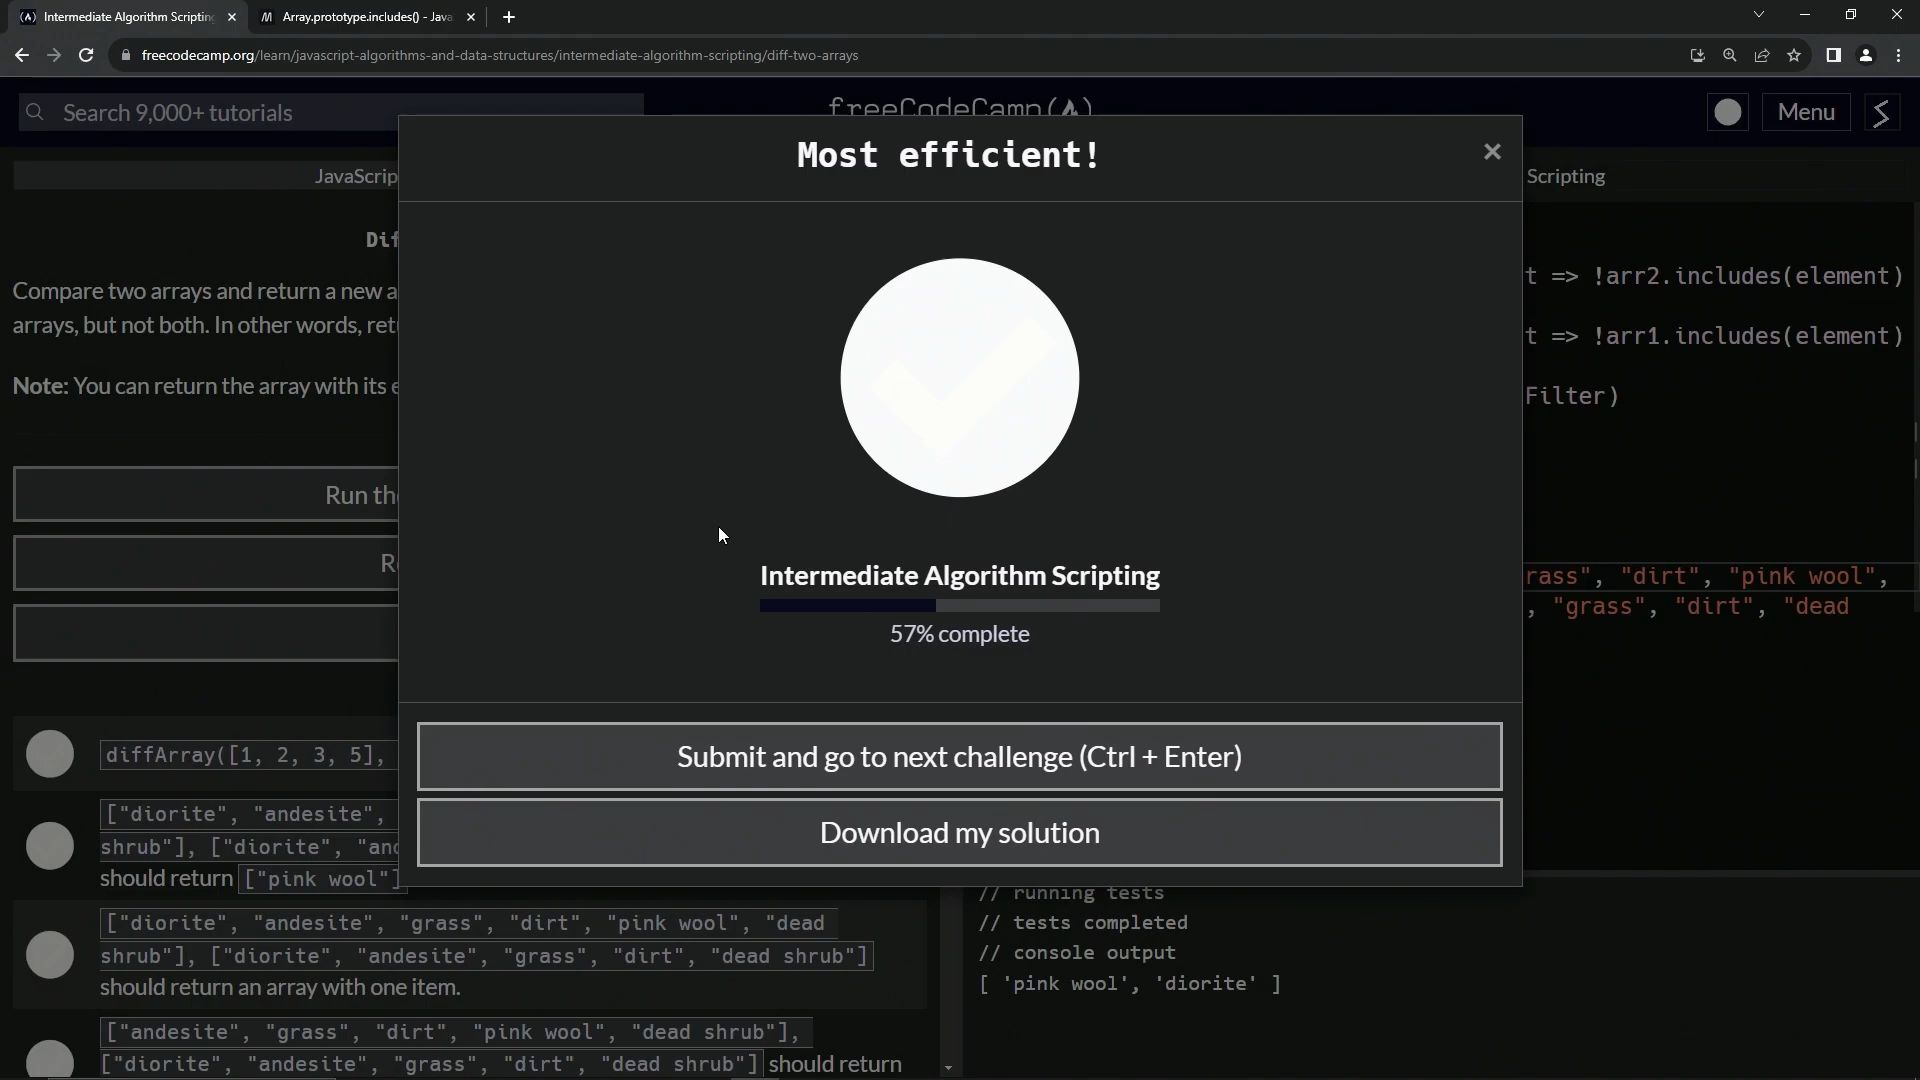 Intermediate Algorithm Scripting
Array.prototype.includes() - Java
freecodecamp.org/learn/javascript-algorithms-and-data-structures/intermediate-algorithm-scripting/diff-two-arrays
Search 9,000+ tutorials
freeCodeCamp(
Menu
Most efficient!
JavaScrip
Scripting
Dif
t => !arr2.includes(element)
Compare two arrays and return a new a
arrays, but not both. In other words, retu
t => !arr1.includes(element)
Note: You can return the array with its e
Filter)
Run the
Re
Intermediate Algorithm Scripting
57% complete
rass", "dirt", "pink wool",
, "grass", "dirt", "dead
Submit and go to next challenge (Ctrl + Enter)
Download my solution
diffArray([1, 2, 3, 5],
["diorite", "andesite",
shrub"], ["diorite", "and
should return ["pink wool"]
["diorite", "andesite", "grass", "dirt", "pink wool", "dead
shrub"], ["diorite", "andesite", "grass", "dirt", "dead shrub"]
should return an array with one item.
["andesite", "grass", "dirt", "pink wool", "dead shrub"],
["diorite", "andesite", "grass", "dirt", "dead shrub"] should return
// running tests
// tests completed
// console output
[ 'pink wool', 'diorite' ]